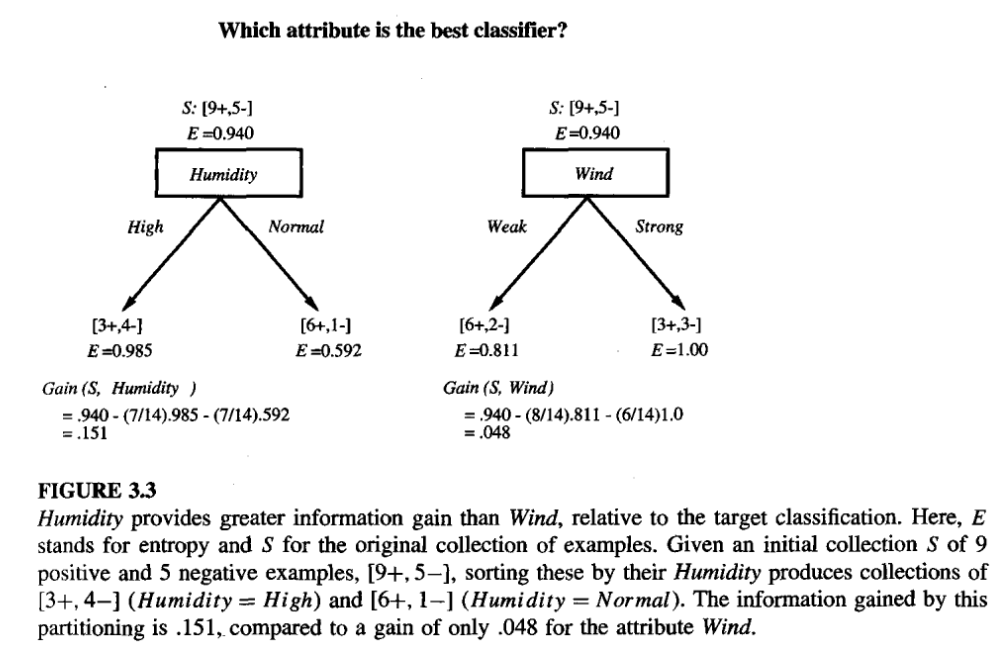 Which attribute is the best classifier?
S: [9+,5-]
E =0.940
Humidity
High
Normal
[3+,4-]
E =0.985
[6+,1-]
E =0.592
Gain (S, Humidity )
= .940 - (7/14).985 - (7/14).592
= .151
S: [9+,5-]
E =0.940
Wind
Weak
Strong
[6+,2-]
E =0.811
[3+,3-]
E =1.00
Gain (S, Wind)
= .940 - (8/14).811 - (6/14)1.0
= .048
FIGURE 3.3
Humidity provides greater information gain than Wind, relative to the target classification. Here, E
stands for entropy and S for the original collection of examples. Given an initial collection S of 9
positive and 5 negative examples, [9+, 5−], sorting these by their Humidity produces collections of
[3+, 4−] (Humidity = High) and [6+, 1−] (Humidity = Normal). The information gained by this
partitioning is .151, compared to a gain of only .048 for the attribute Wind.